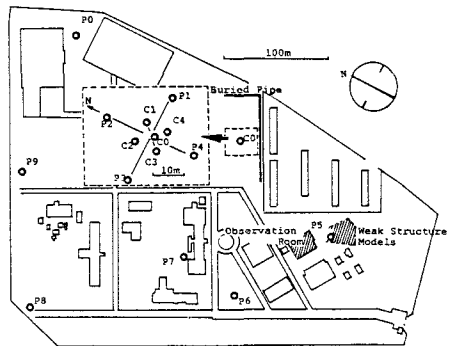 P0
100m
N
Buried Pipe
P1
N
P2
C1
C4
C2
C0
C3
P4
C0
P3
10m
P9
Observation
Room
P5
Weak Structure
Models
P7
P6
P8